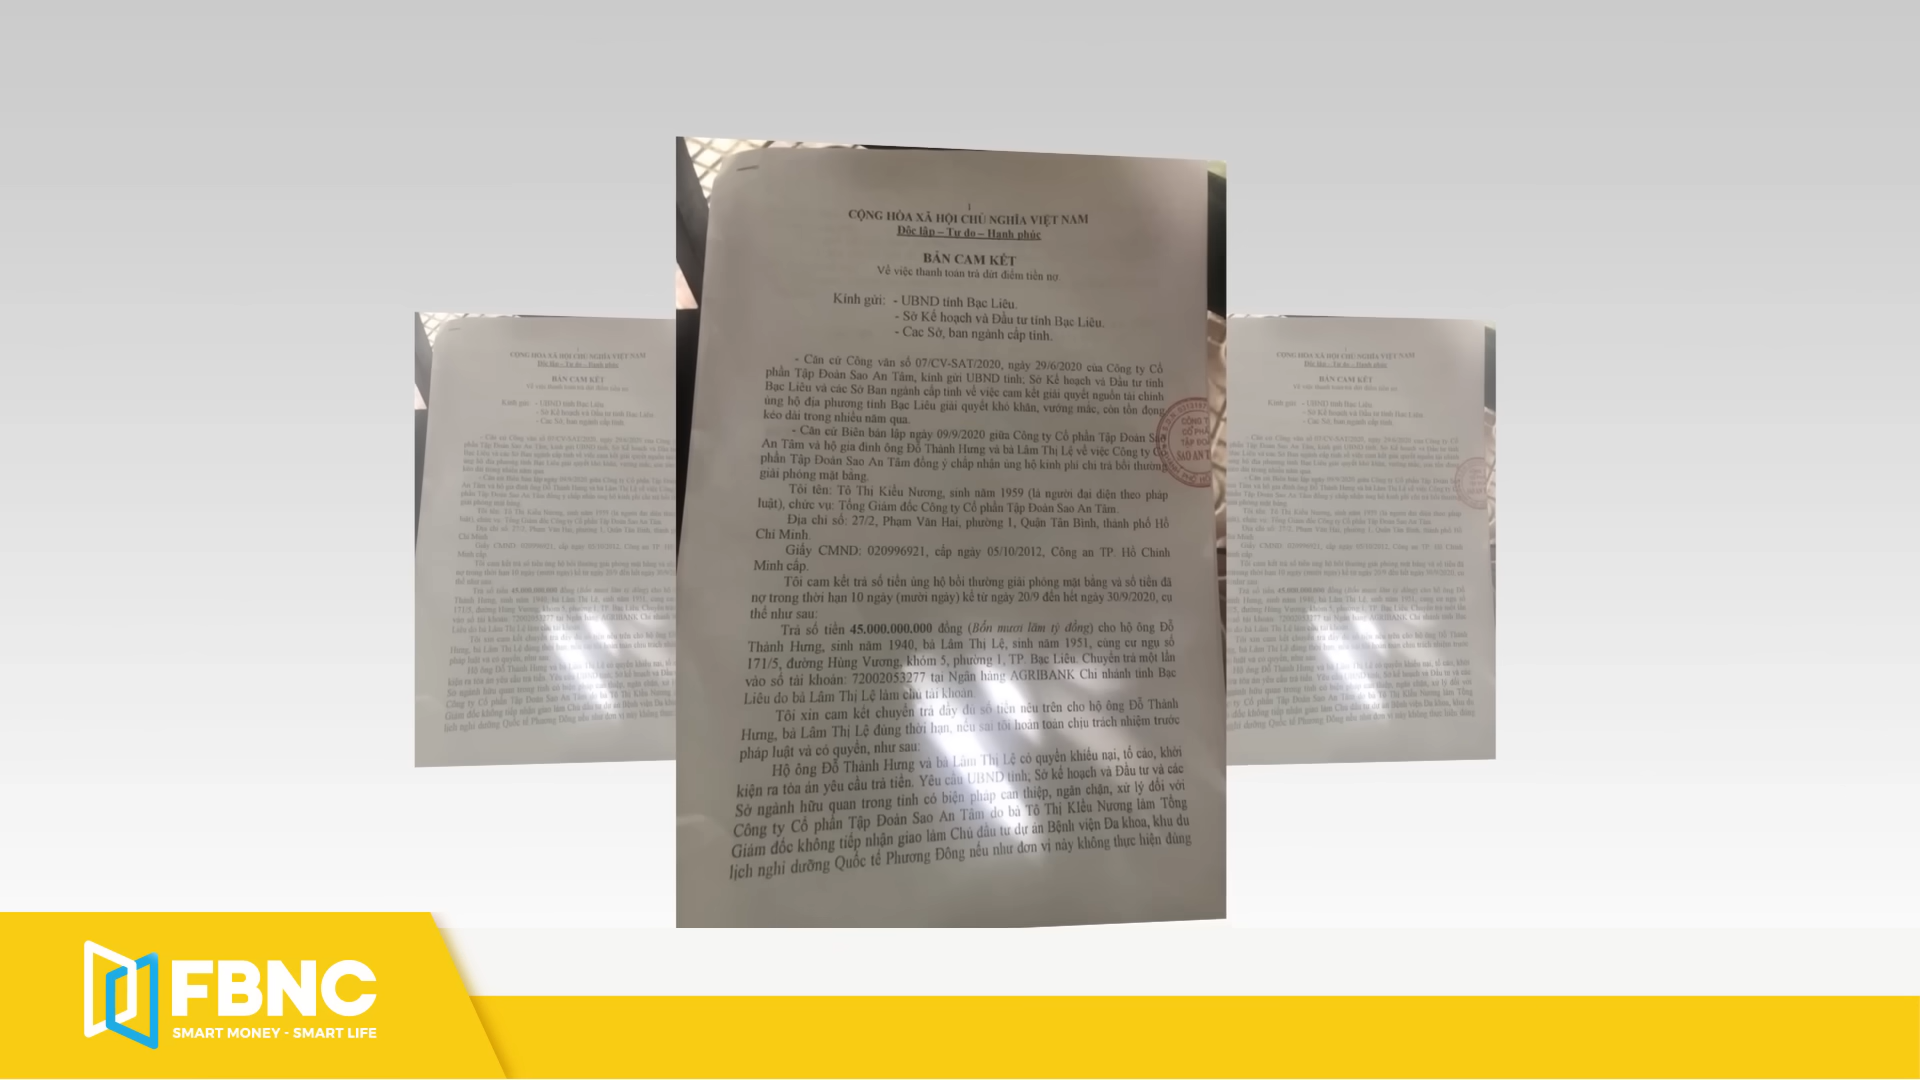 1
CỘNG HÒA XÃ HỘI CHỦ NGHĨA VIỆT NAM
Độc lập – Tự do – Hạnh phúc
BẢN CAM KẾT
Về việc thanh toán trả dứt điểm tiền nợ
Kính gửi: - UBND tỉnh Bạc Liêu.
- Sở Kế hoạch và Đầu tư tỉnh Bạc Liêu.
- Các Sở, ban ngành cấp tỉnh.
- Căn cứ Công văn số 07/CV-SAT/2020, ngày 29/6/2020 của Công ty Cổ
phần Tập Đoàn Sao An Tâm, kính gửi UBND tỉnh; Sở Kế hoạch và Đầu tư tỉnh
Bạc Liêu và các Sở Ban ngành cấp tỉnh về việc cam kết giải quyết nguồn tài chính
ủng hộ địa phương tỉnh Bạc Liêu giải quyết khó khăn, vướng mắc, còn tồn đọng
kéo dài trong nhiều năm qua.
- Căn cứ Biên bản lập ngày 09/9/2020 giữa Công ty Cổ phần Tập Đoàn Sao
An Tâm và hộ gia đình ông Đỗ Thành Hưng và bà Lâm Thị Lệ về việc Công ty Cổ
phần Tập Đoàn Sao An Tâm đồng ý chấp nhận ủng hộ kinh phí chi trả bồi thường
giải phóng mặt bằng.
Tôi tên: Tô Thị Kiều Nương, sinh năm 1959 (là người đại diện theo pháp
luật), chức vụ: Tổng Giám đốc Công ty Cổ phần Tập Đoàn Sao An Tâm.
Địa chỉ số: 27/2, Phạm Văn Hai, phường 1, Quận Tân Bình, thành phố Hồ
Chí Minh.
Giấy CMND: 020996921, cấp ngày 05/10/2012, Công an TP. Hồ Chính
Minh cấp.
Tôi cam kết trả số tiền ủng hộ bồi thường giải phóng mặt bằng và số tiền đã
nợ trong thời hạn 10 ngày (mười ngày) kể từ ngày 20/9 đến hết ngày 30/9/2020, cụ
thể như sau:
Trả số tiền 45.000.000.000 đồng (Bốn mươi lăm tỷ đồng) cho hộ ông Đỗ
Thành Hưng, sinh năm 1940, bà Lâm Thị Lệ, sinh năm 1951, cùng cư ngụ số
171/5, đường Hùng Vương, khóm 5, phường 1, TP. Bạc Liêu. Chuyển trả một lần
vào số tài khoản: 72002053277 tại Ngân hàng AGRIBANK Chi nhánh tỉnh Bạc
Liêu do bà Lâm Thị Lệ làm chủ tài khoản.
Tôi xin cam kết chuyển trả đầy đủ số tiền nêu trên cho hộ ông Đỗ Thành
Hưng, bà Lâm Thị Lệ đúng thời hạn, nếu sai tôi hoàn toàn chịu trách nhiệm trước
pháp luật và có quyền, như sau:
Hộ ông Đỗ Thành Hưng và bà Lâm Thị Lệ có quyền khiếu nại, tố cáo, khởi
kiện ra tòa án yêu cầu trả tiền. Yêu cầu UBND tỉnh; Sở kế hoạch và Đầu tư và các
Sở ngành hữu quan trong tỉnh có biện pháp can thiệp, ngăn chặn, xử lý đối với
Công ty Cổ phần Tập Đoàn Sao An Tâm do bà Tô Thị Kiều Nương làm Tổng
Giám đốc không tiếp nhận giao làm Chủ đầu tư dự án Bệnh viện Đa khoa, khu du
lịch nghỉ dưỡng Quốc tế Phương Đông nếu như đơn vị này không thực hiện đúng
FBNC
SMART MONEY - SMART LIFE